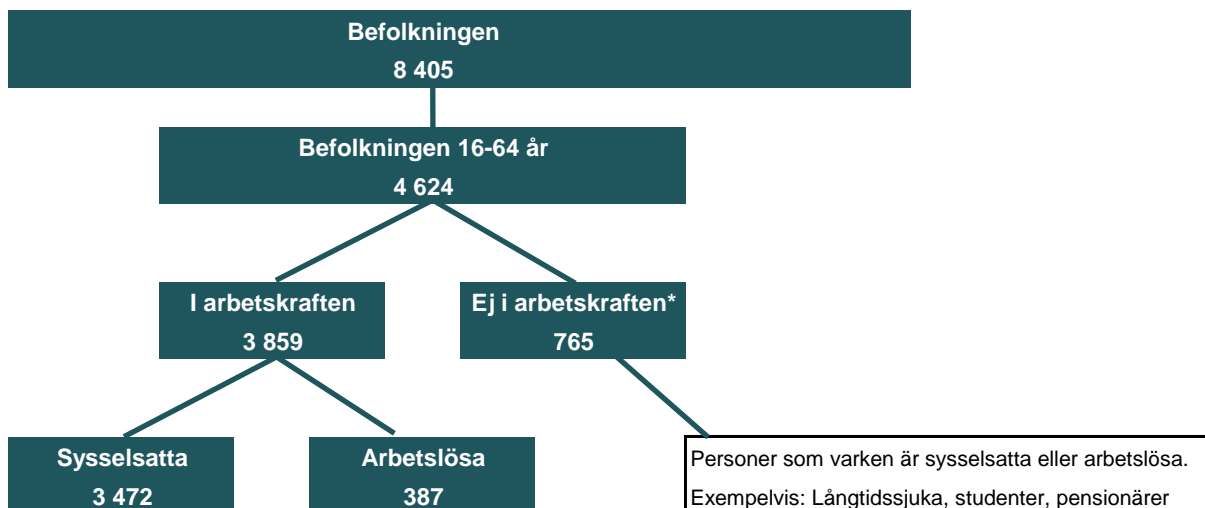 Befolkningen
8 405
Befolkningen 16-64 år
4 624
I arbetskraften
3 859
Ej i arbetskraften*
765
Sysselsatta
3 472
Arbetslösa
387
Personer som varken är sysselsatta eller arbetslösa.
Exempelvis: Långtidssjuka, studenter, pensionärer